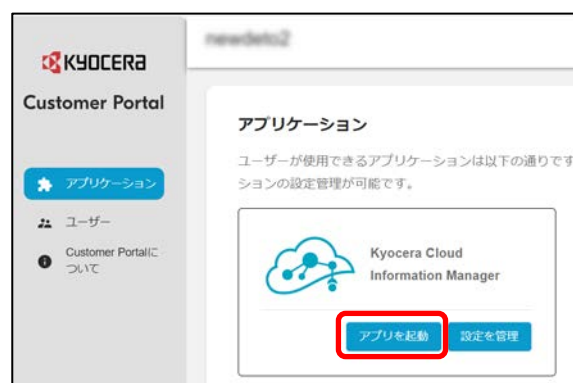 KYOCERA
Customer Portal
アプリケーション
ユーザー
Customer Portalに
ついて
アプリケーション
ユーザーが使用できるアプリケーションは以下の通りです
ションの設定管理が可能です。
Kyocera Cloud
Information Manager
アプリを起動
設定を管理